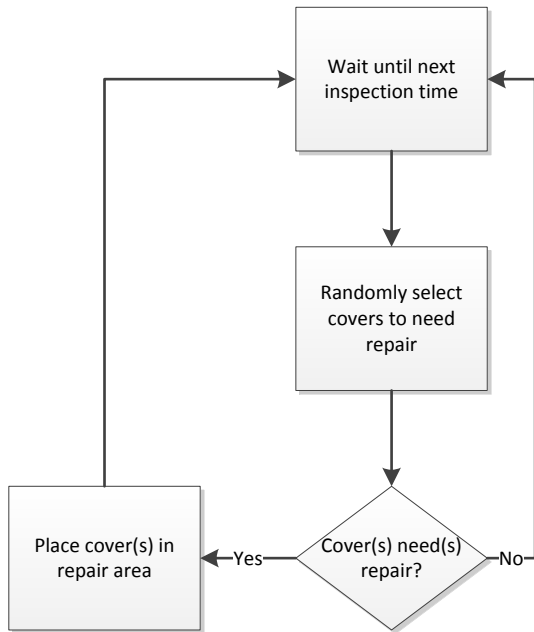 Wait until next
inspection time
Randomly select
covers to need
repair
Place cover(s) in
repair area
Yes
Cover(s) need(s)
repair?
No